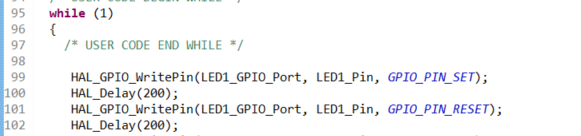 95 while (1)
96 {
97 /* USER CODE END WHILE */
98
99 HAL_GPIO_WritePin(LED1_GPIO_Port, LED1_Pin, GPIO_PIN_SET);
100 HAL_Delay(200);
101 HAL_GPIO_WritePin(LED1_GPIO_Port, LED1_Pin, GPIO_PIN_RESET);
102 HAL_Delay(200);